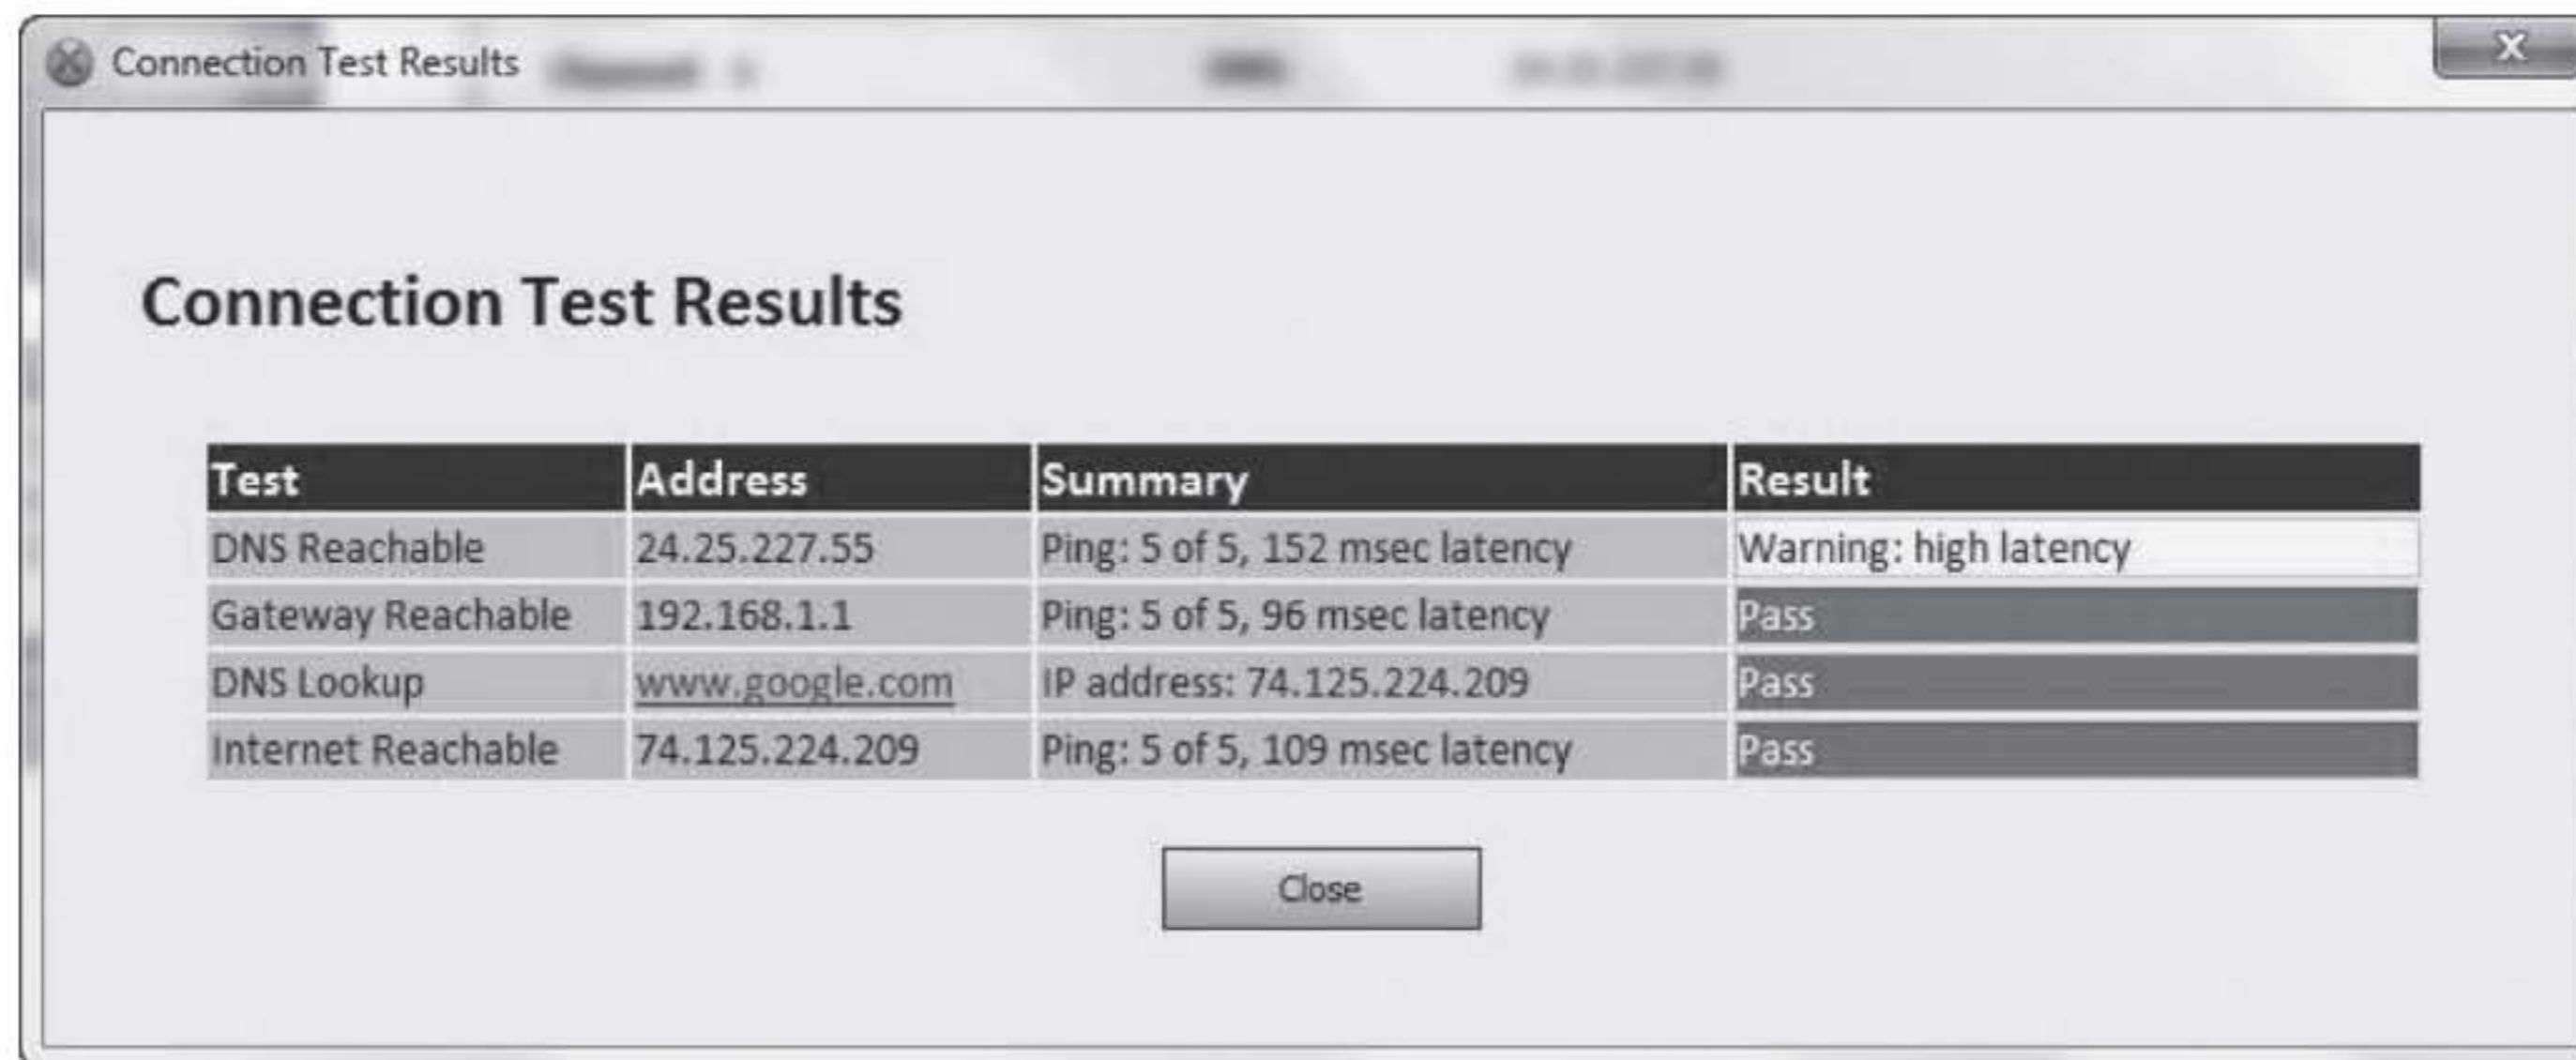 Connection Test Results
Connection Test Results
Test Address Summary Result
DNS Reachable 24.25.227.55 Ping: 5 of 5, 152 msec latency Warning: high latency
Gateway Reachable 192.168.1.1 Ping: 5 of 5, 96 msec latency Pass
DNS Lookup www.google.com IP address: 74.125.224.209 Pass
Internet Reachable 74.125.224.209 Ping: 5 of 5, 109 msec latency Pass
Close